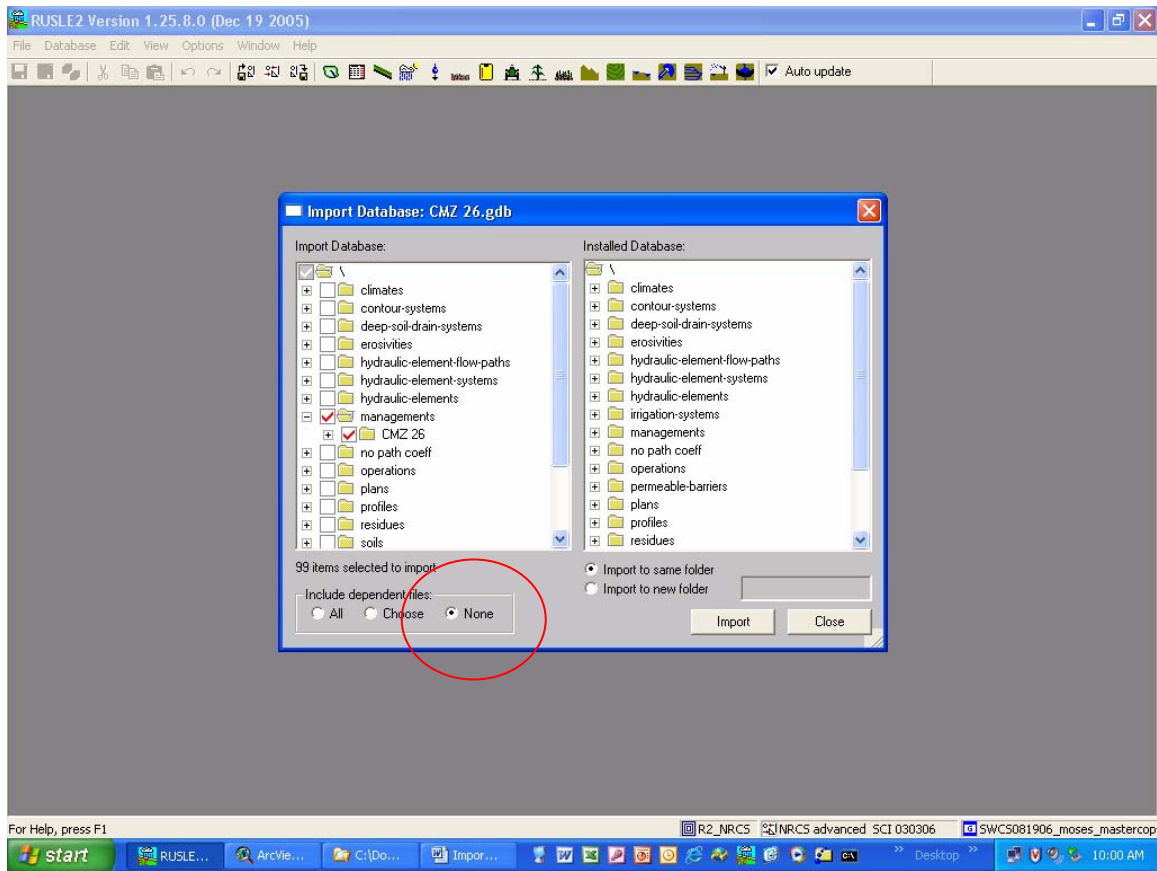 RUSLE2 Version 1.25.8.0 (Dec 19 2005)
File Database Edit View Options Window Help
Auto update
Import Database: CMZ 26.gdb
Import Database:
\
climates
contour-systems
deep-soil-drain-systems
erosivities
hydraulic-element-flow-paths
hydraulic-element-systems
hydraulic-elements
managements
CMZ 26
no path coeff
operations
plans
profiles
residues
soils
Installed Database:
\
climates
contour-systems
deep-soil-drain-systems
erosivities
hydraulic-element-flow-paths
hydraulic-element-systems
hydraulic-elements
irrigation-systems
managements
no path coeff
operations
permeable-barriers
plans
profiles
residues
99 items selected to import
Include dependent files:
All Choose None
Import to same folder
Import to new folder
Import Close
For Help, press F1
R2_NRCS NRCS advanced SCI 030306 SWCS081906_moses_mastercop
start RUSLE... ArcVie... C:\Do... Impor... Desktop 10:00 AM